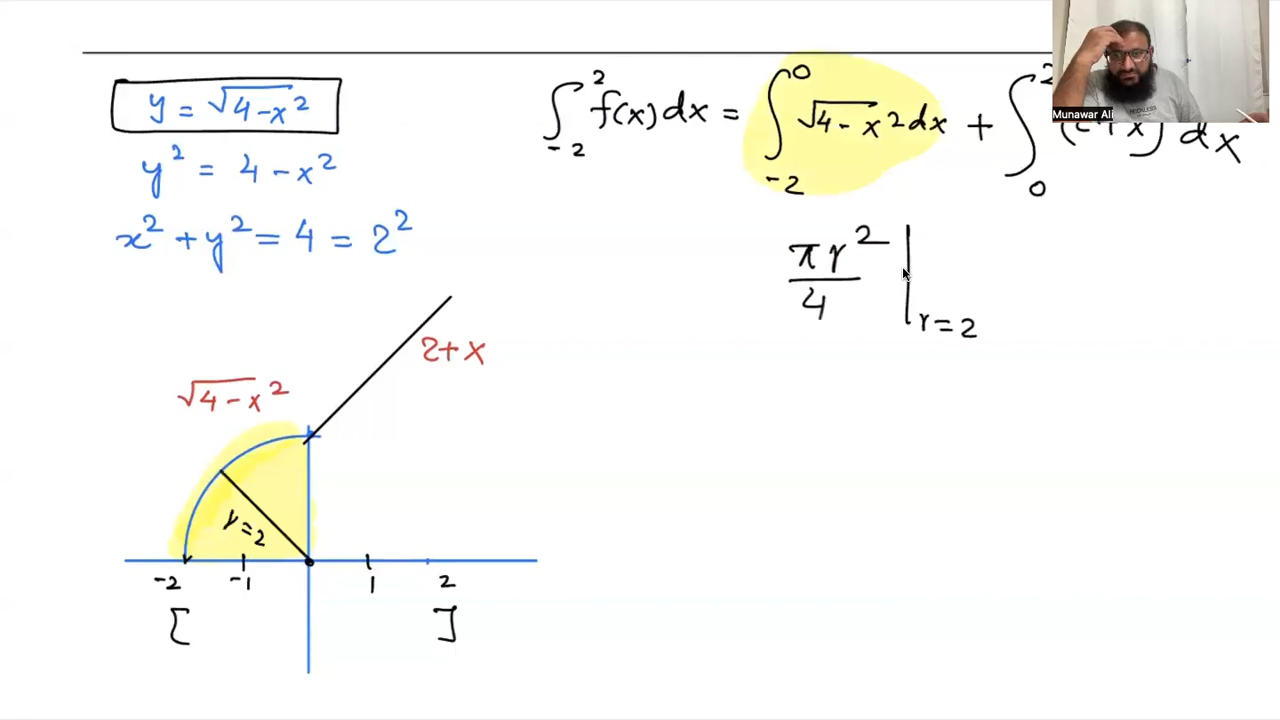 y = √4-x²
y² = 4-x²
x² + y² = 4 = 2²
∫₋₂² f(x) dx = ∫₋₂⁰ √4-x² dx + ∫₀² (2+x) dx
πr²/4 |r=2
2+x
√4-x²
r=2
-2 -1 1 2
[ ]
Munawar Ali